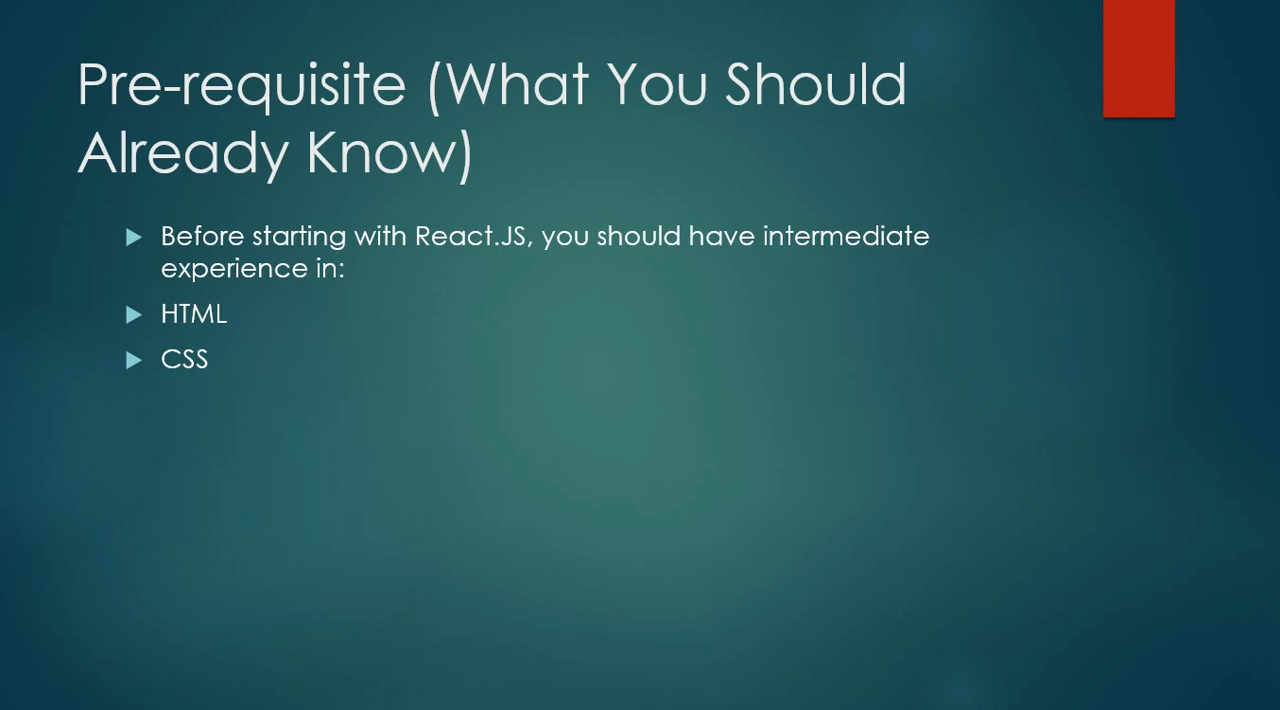 Pre-requisite (What You Should
Already Know)
Before starting with React.JS, you should have intermediate
experience in:
HTML
CSS